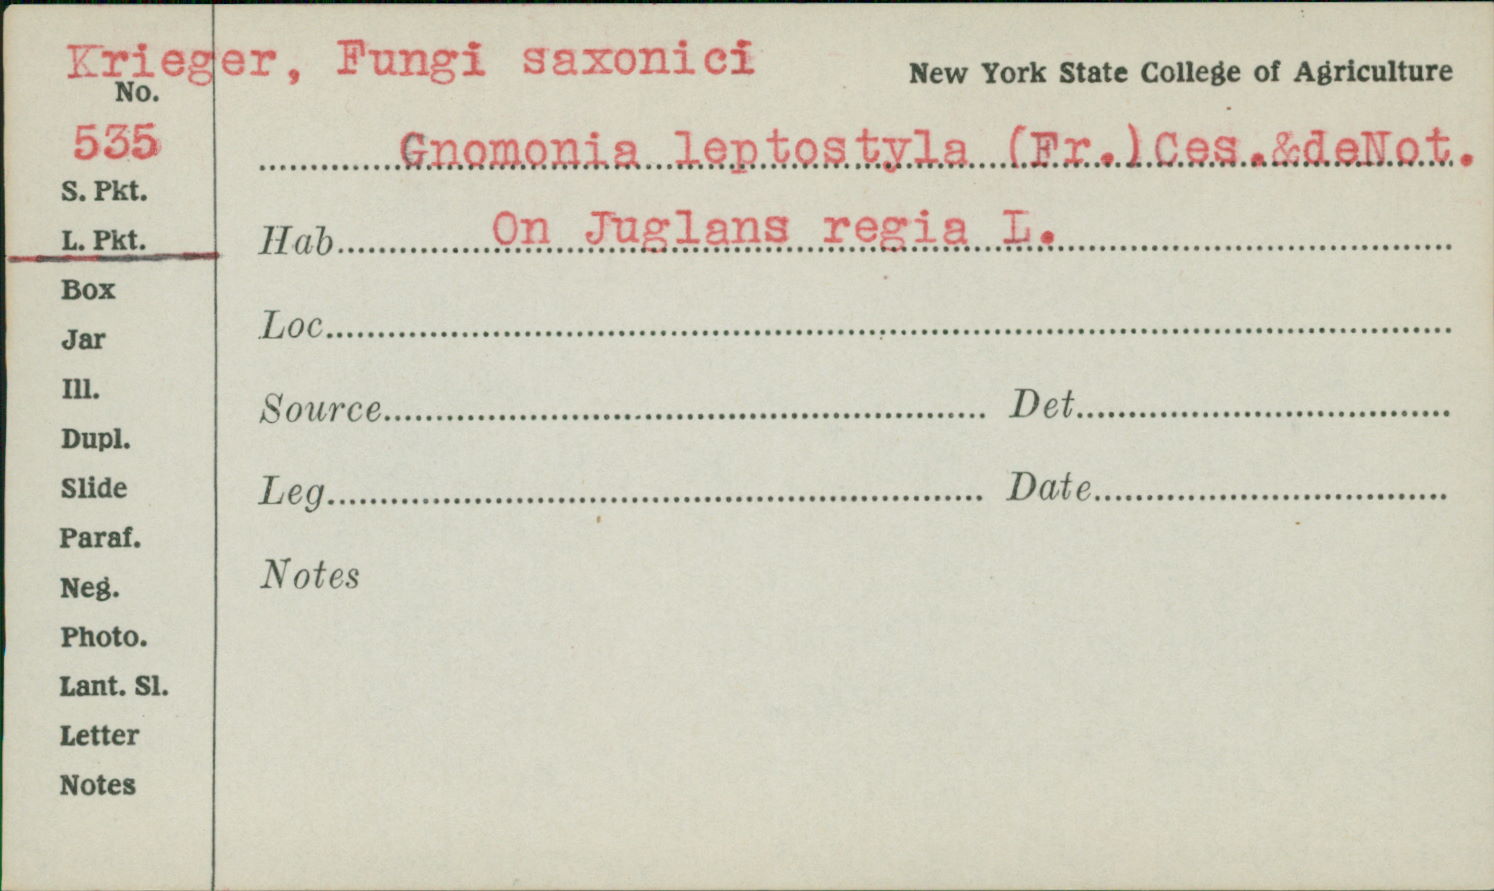 Krieger, Fungi saxonici
New York State College of Agriculture
No.
535
Gnomonia leptostyla (Fr.)Ces.&deNot.
S. Pkt.
L. Pkt.
Hab. On Juglans regia L.
Box
Loc.
Jar
Ill.
Source Det.
Dupl.
Slide
Leg. Date
Paraf.
Neg.
Notes
Photo.
Lant. Sl.
Letter
Notes